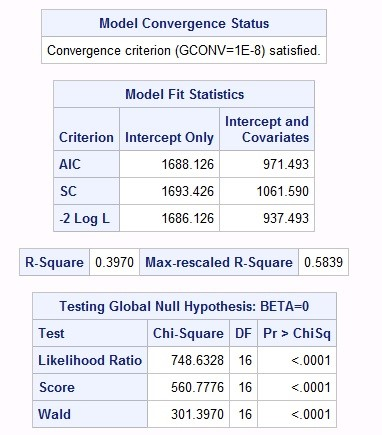 Model Convergence Status
Convergence criterion (GCONV=1E-8) satisfied.
Model Fit Statistics
Criterion Intercept Only Intercept and Covariates
AIC 1688.126 971.493
SC 1693.426 1061.590
-2 Log L 1686.126 937.493
R-Square 0.3970 Max-rescaled R-Square 0.5839
Testing Global Null Hypothesis: BETA=0
Test Chi-Square DF Pr > ChiSq
Likelihood Ratio 748.6328 16 <.0001
Score 560.7776 16 <.0001
Wald 301.3970 16 <.0001